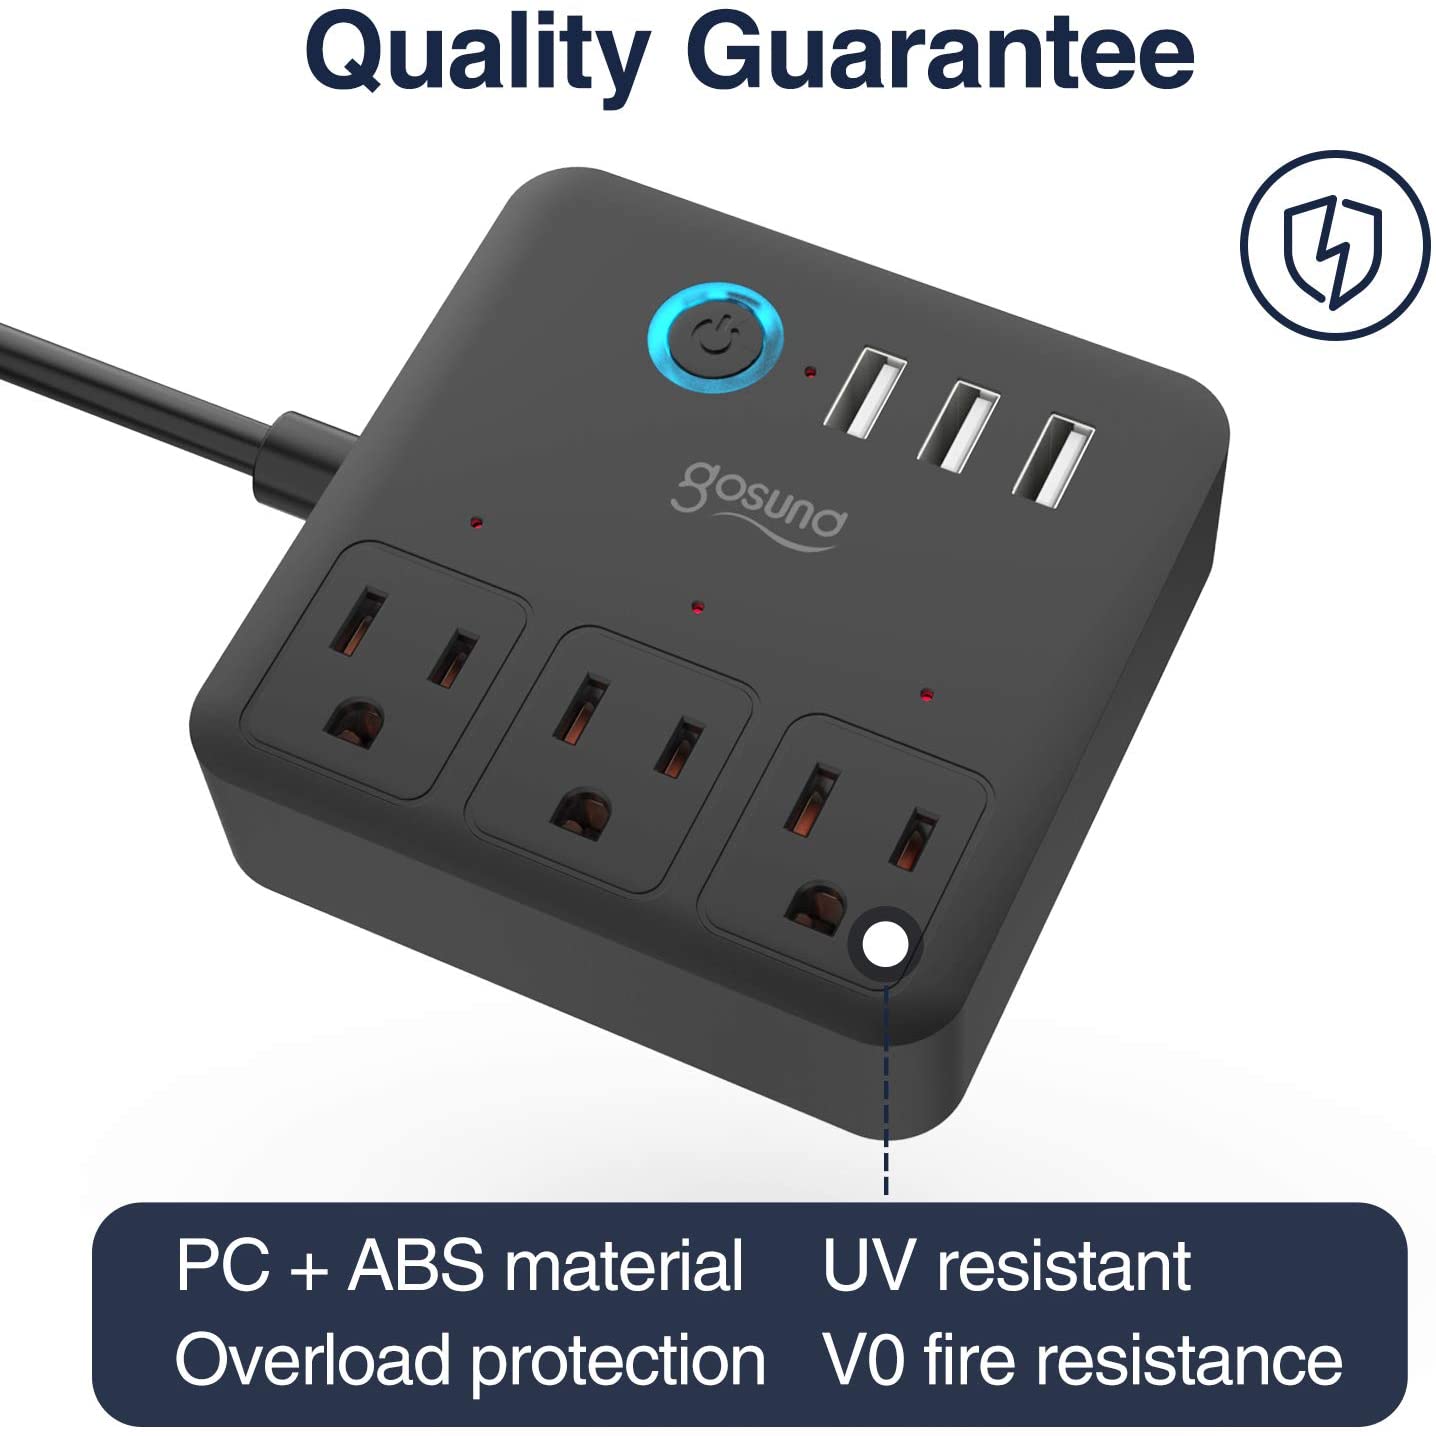 Quality Guarantee
gosund
PC + ABS material
UV resistant
Overload protection
V0 fire resistance